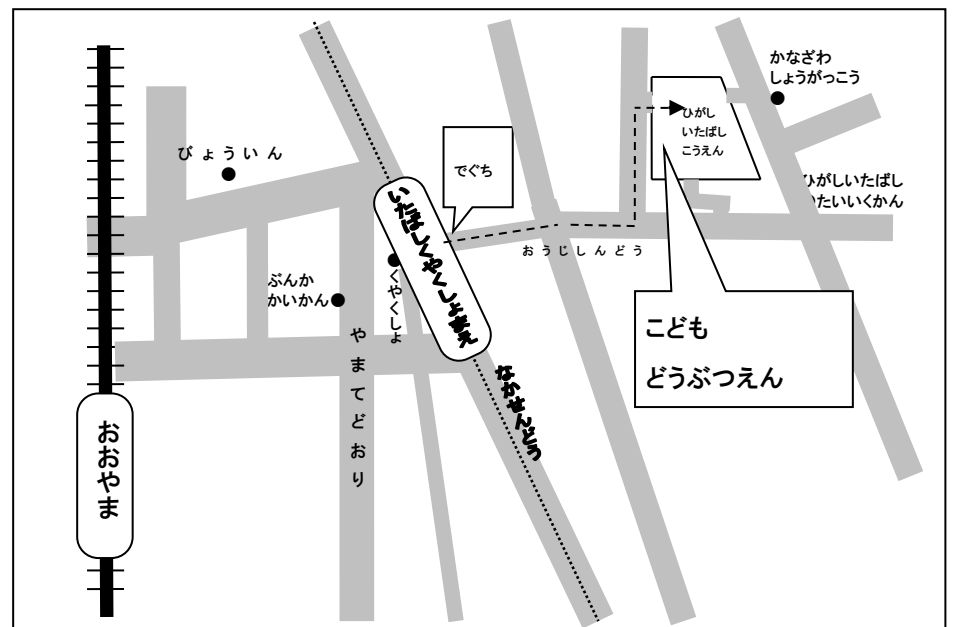 かなざわ
しょうがっこう
びょういん
でぐち
ひがし
いたばし
こうえん
ひがしいたばし
たいいくかん
いたばしくやくしょまえ
おうじしんどう
ぶんか
かいかん
くやくしょ
やまてどおり
こども
どうぶつえん
なかせんどう
おおやま